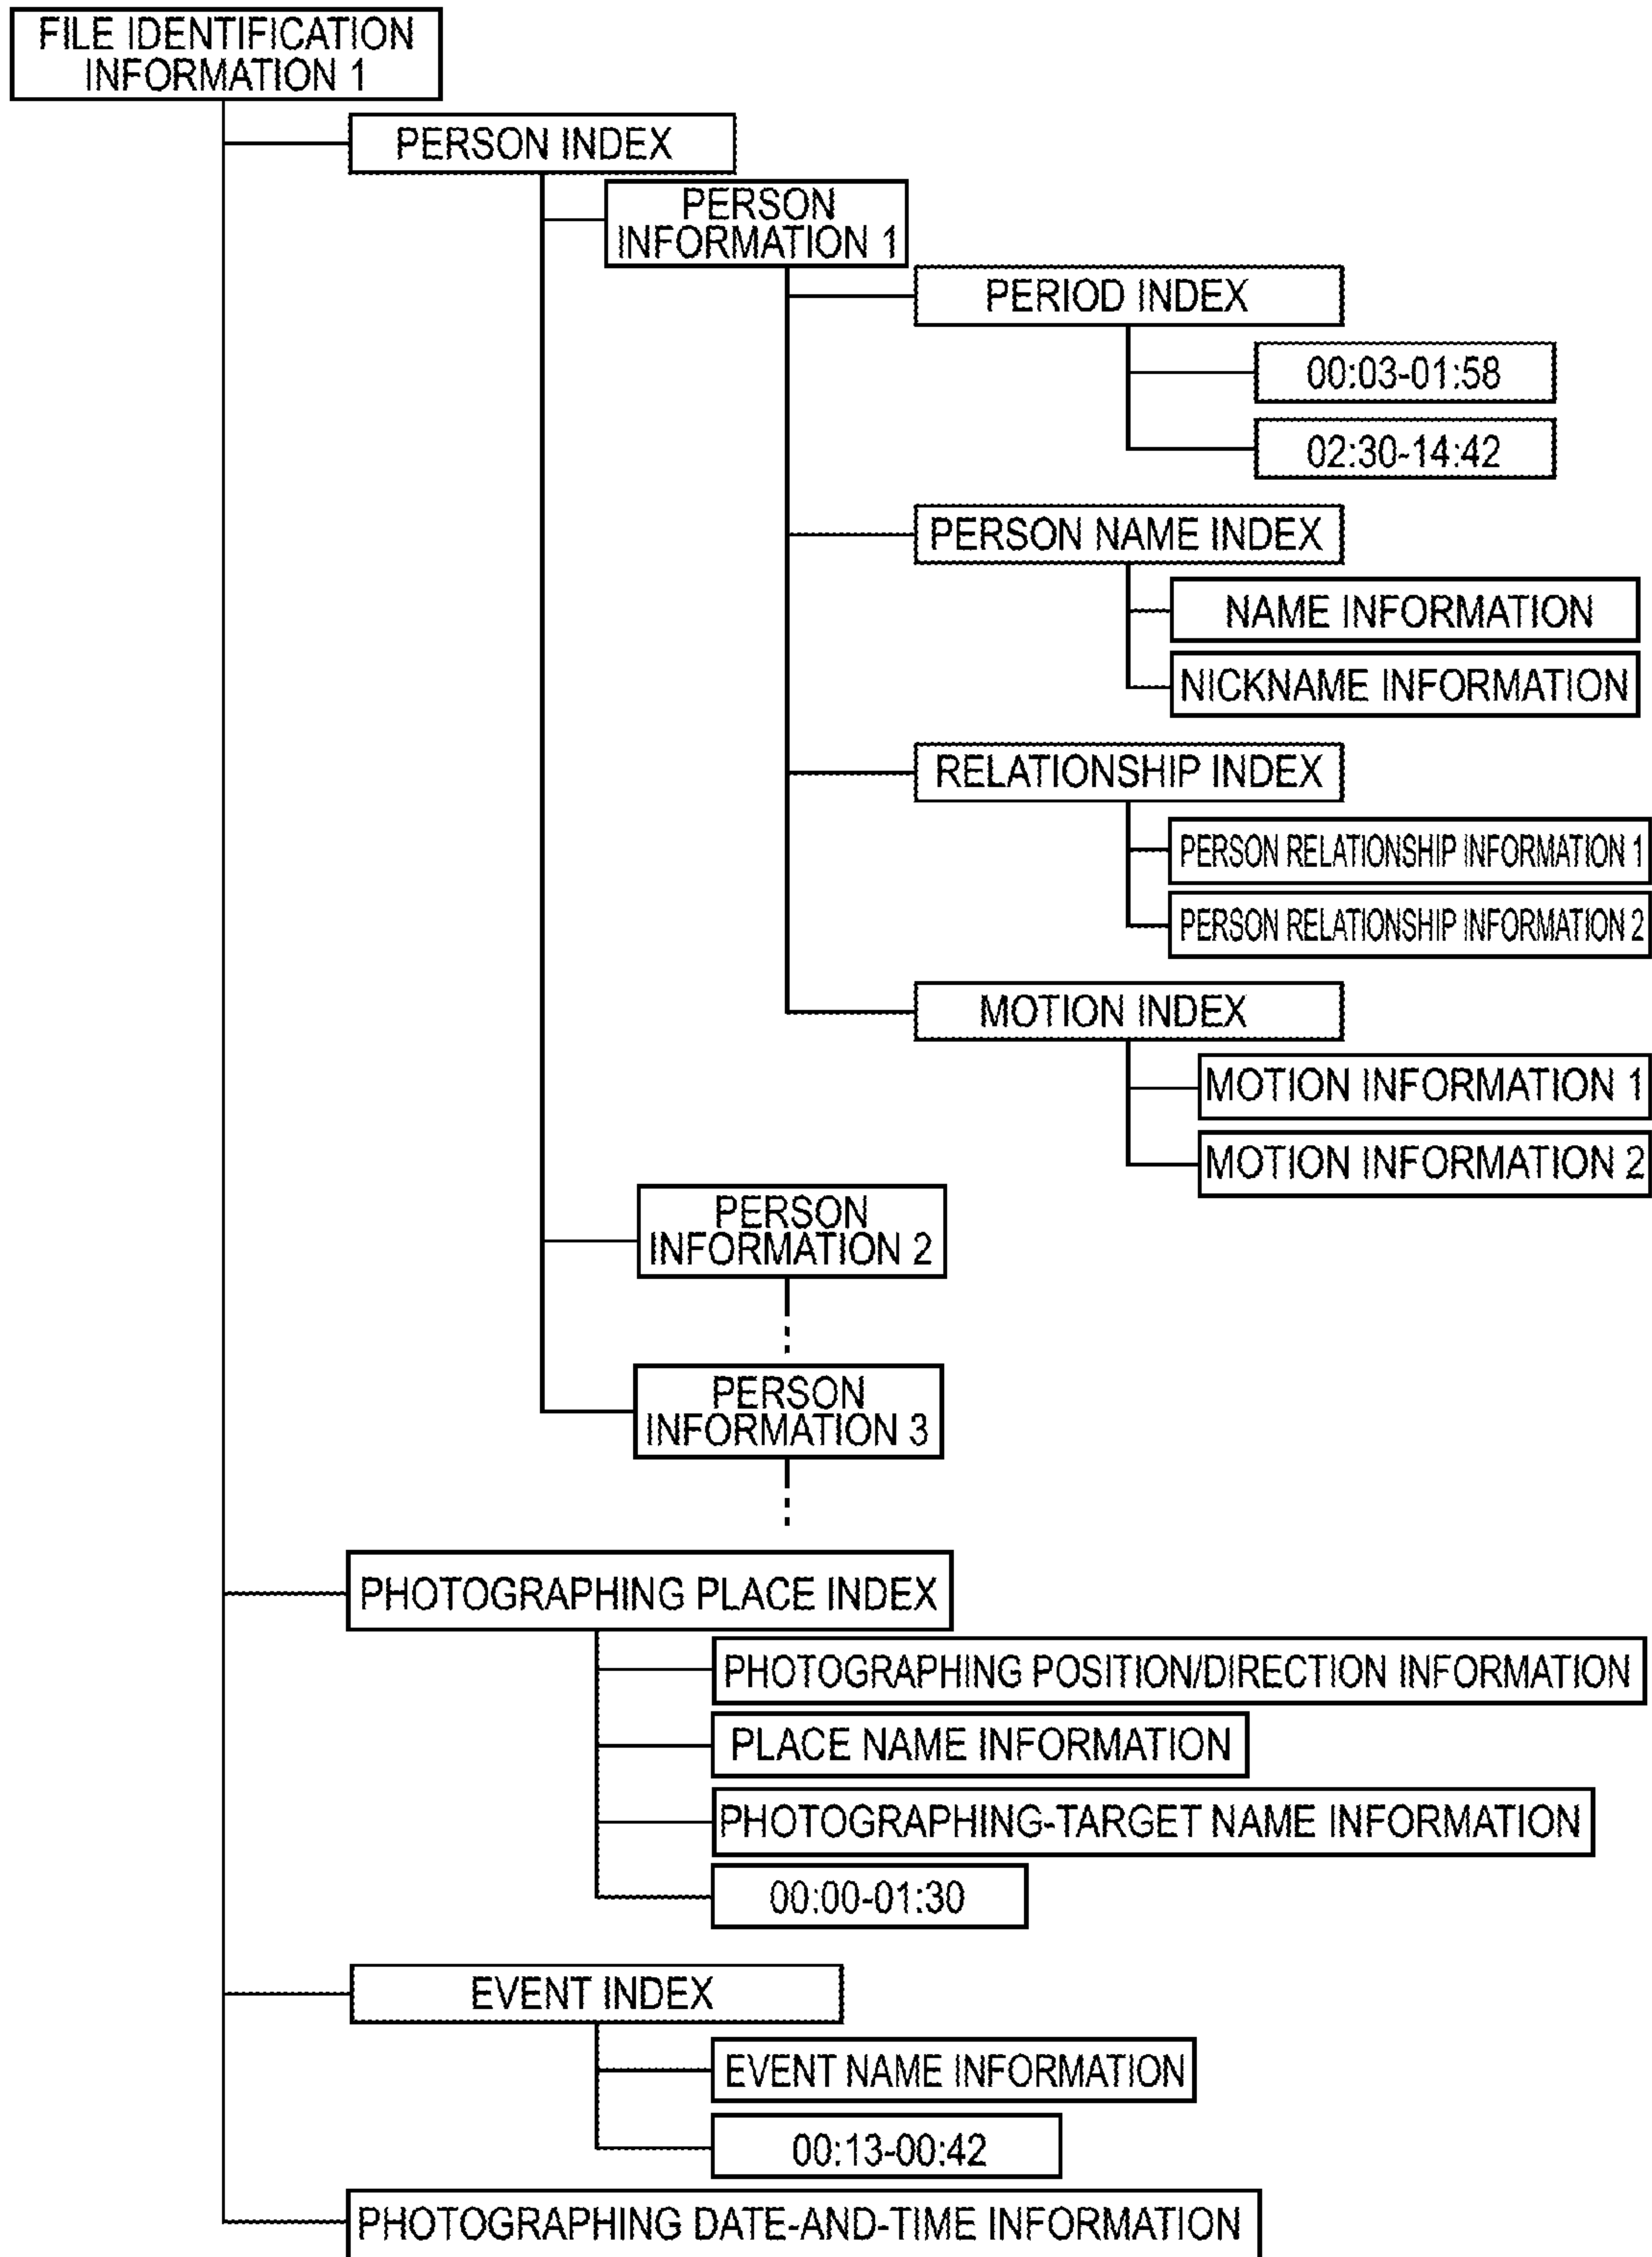 FILE IDENTIFICATION
INFORMATION 1
PERSON INDEX
PERSON
INFORMATION 1
PERIOD INDEX
00:03-01:58
02:30-14:42
PERSON NAME INDEX
NAME INFORMATION
NICKNAME INFORMATION
RELATIONSHIP INDEX
PERSON RELATIONSHIP INFORMATION 1
PERSON RELATIONSHIP INFORMATION 2
MOTION INDEX
MOTION INFORMATION 1
MOTION INFORMATION 2
PERSON
INFORMATION 2
PERSON
INFORMATION 3
PHOTOGRAPHING PLACE INDEX
PHOTOGRAPHING POSITION/DIRECTION INFORMATION
PLACE NAME INFORMATION
PHOTOGRAPHING-TARGET NAME INFORMATION
00:00-01:30
EVENT INDEX
EVENT NAME INFORMATION
00:13-00:42
PHOTOGRAPHING DATE-AND-TIME INFORMATION